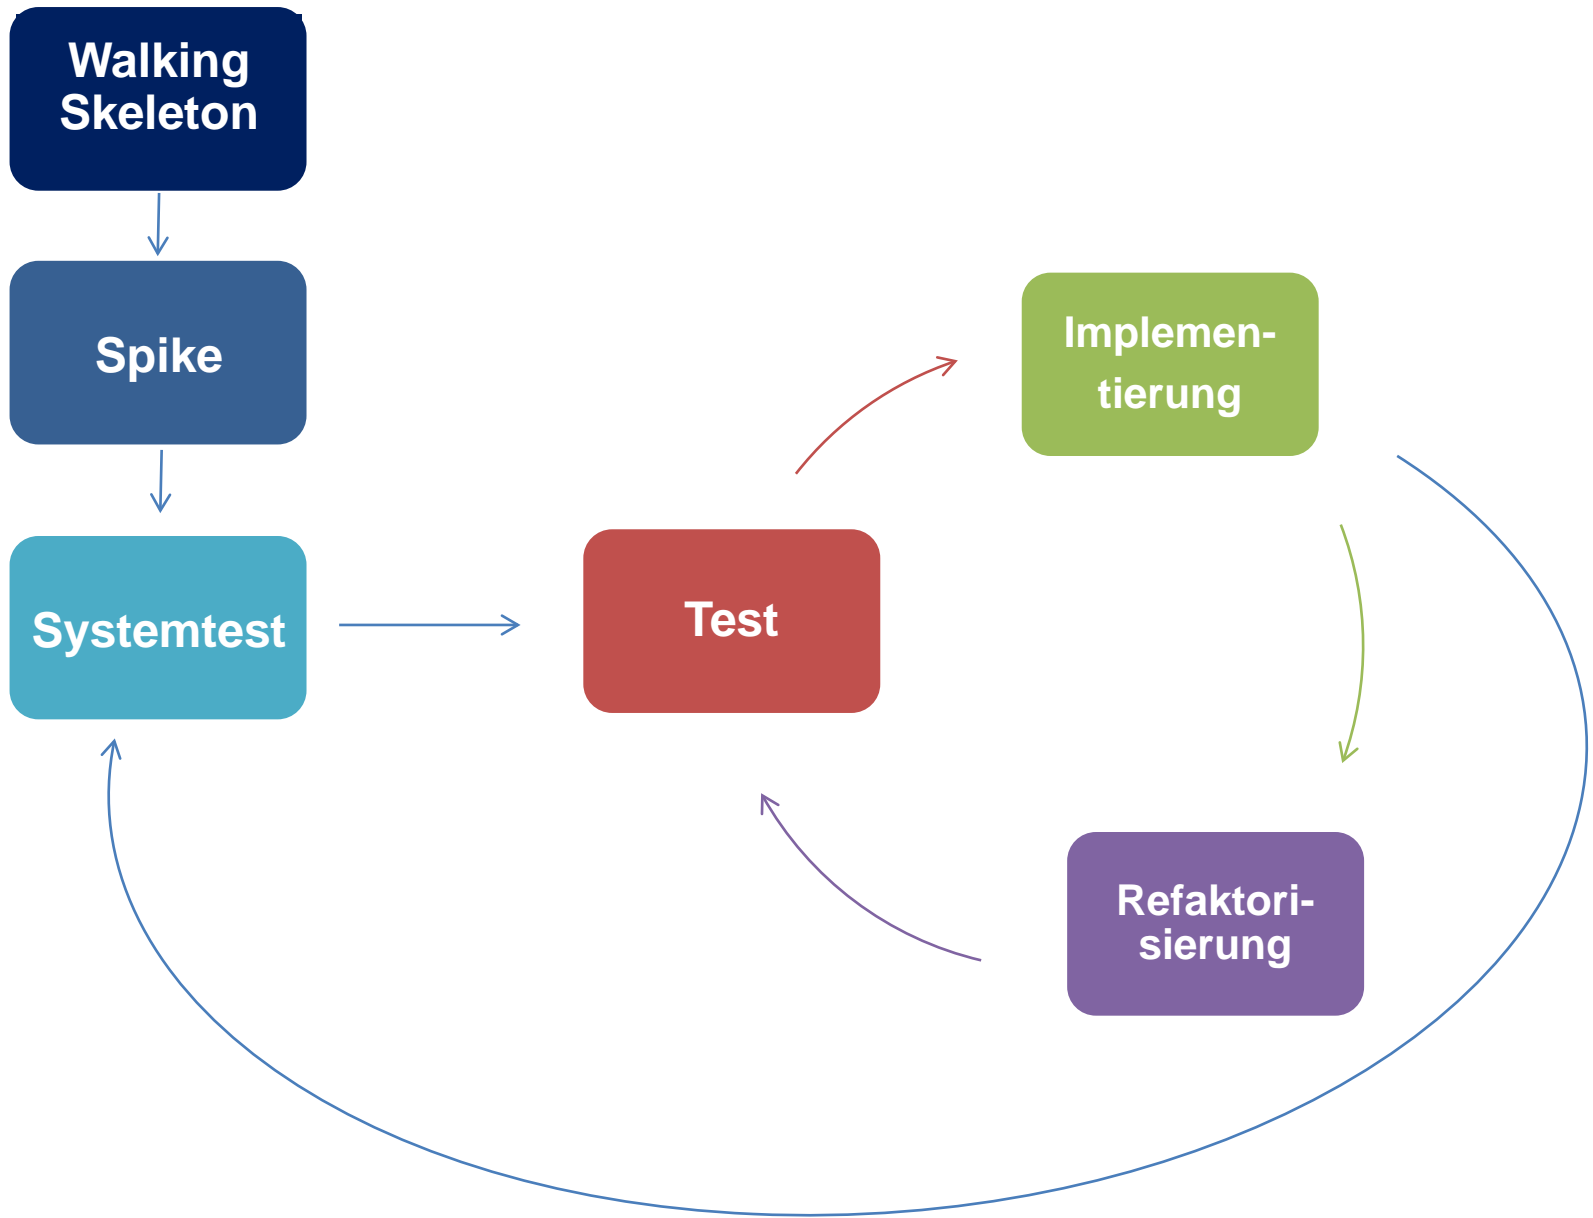 Walking
Skeleton
Spike
Systemtest
Test
Implemen-
tierung
Refaktori-
sierung